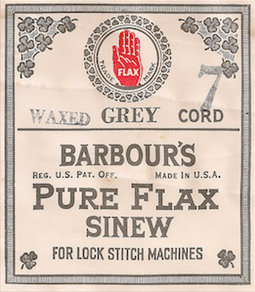 TRADE MARK
FLAX
7
WAXED GREY CORD
BARBOUR'S
REG. U.S. PAT. OFF. MADE IN U.S.A.
PURE FLAX
SINEW
FOR LOCK STITCH MACHINES